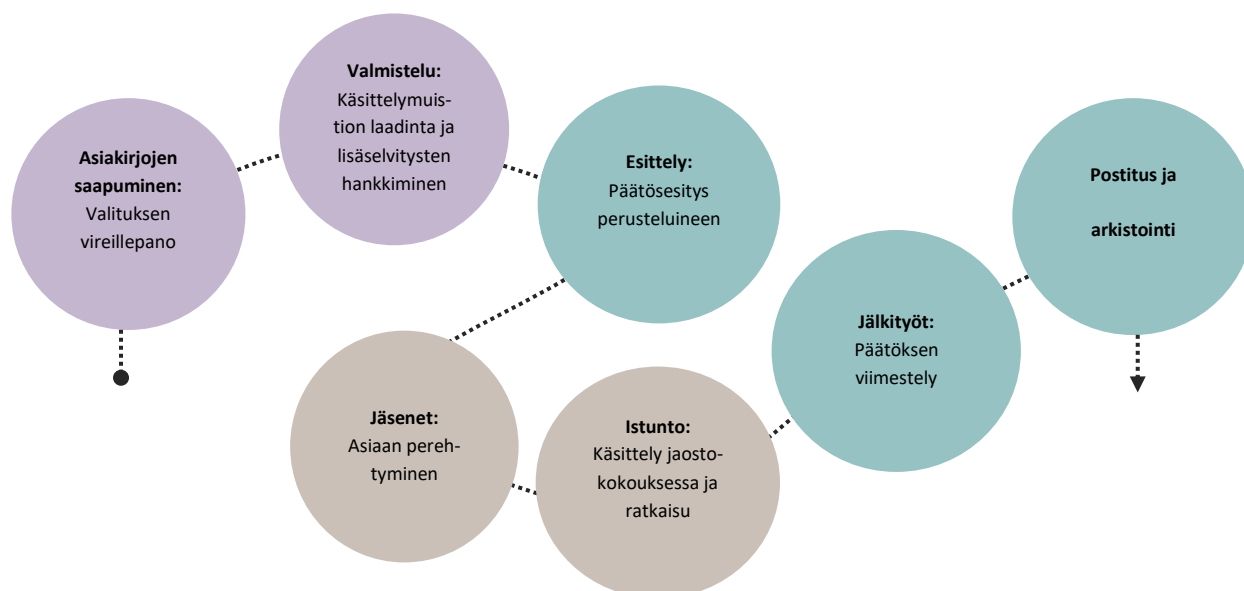 Asiakirjojen
saapuminen:
Valituksen
vireillepano
Valmistelu:
Käsittelymuis-
tion laadinta ja
lisäselvitysten
hankkiminen
Esittely:
Päätösesitys
perusteluineen
Jäsenet:
Asiaan pereh-
tyminen
Istunto:
Käsittely jaosto-
kokouksessa ja
ratkaisu
Jälkityöt:
Päätöksen
viimestely
Postitus ja
arkistointi